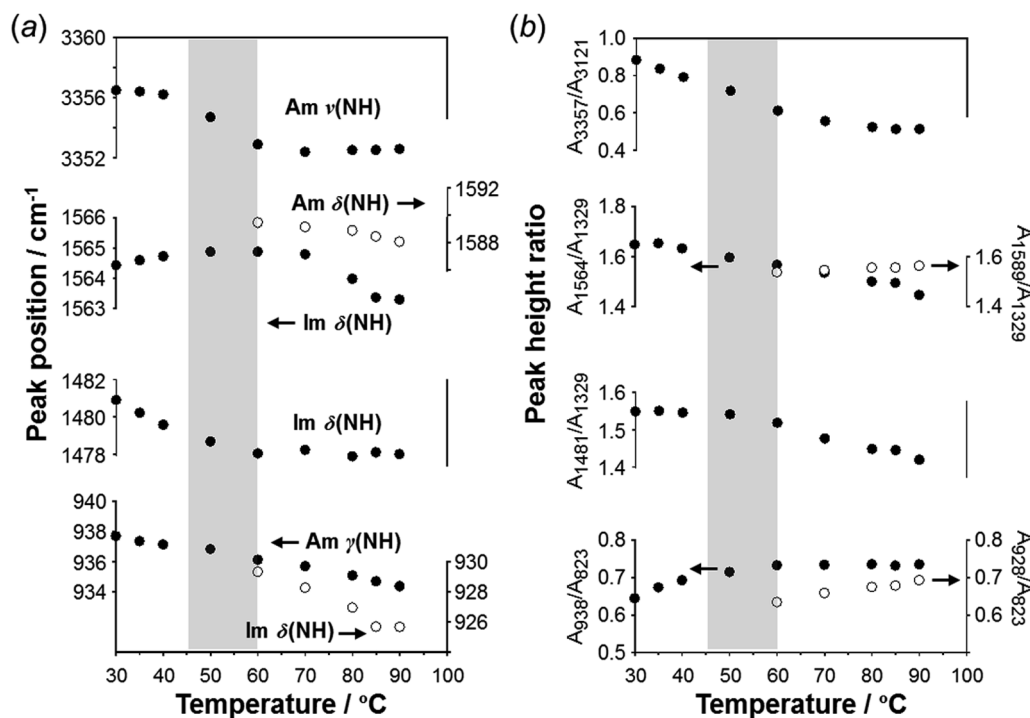 (a)
Peak position / cm⁻¹
3360
3356
3352
Am ν(NH)
1566
1565
1564
1563
1592
1588
Am δ(NH)
Im δ(NH)
1482
1480
1478
Im δ(NH)
940
938
936
934
930
928
926
Am γ(NH)
Im δ(NH)
30 40 50 60 70 80 90 100
Temperature / °C
(b)
Peak height ratio
A₃₃₅₇/A₃₁₂₁
1.0
0.8
0.6
0.4
A₁₅₆₄/A₁₃₂₉
1.8
1.6
1.4
A₁₅₈₉/A₁₃₂₉
1.6
1.4
A₁₄₈₁/A₁₃₂₉
1.6
1.5
1.4
A₉₃₈/A₈₂₃
0.8
0.7
0.6
0.5
A₉₂₈/A₈₂₃
0.8
0.7
0.6
30 40 50 60 70 80 90 100
Temperature / °C